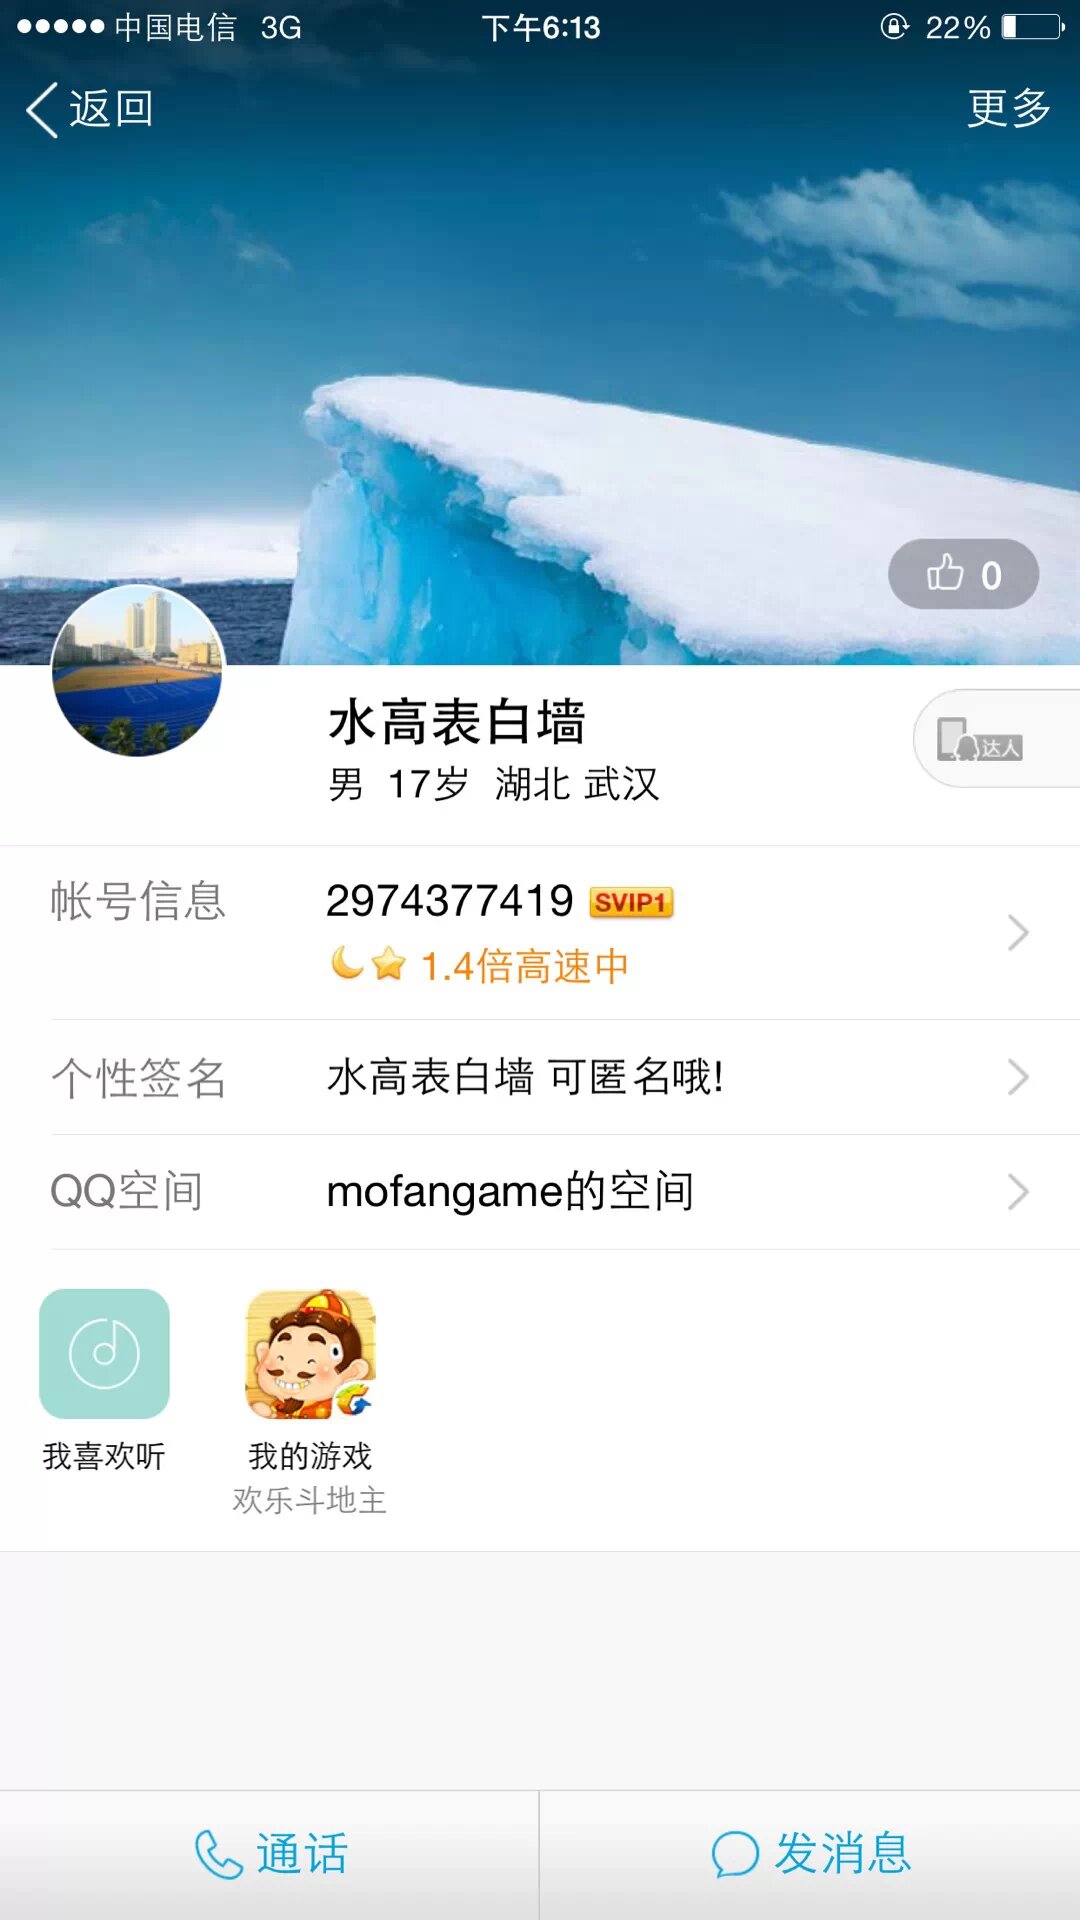 中国电信 3G 下午6:13 22%
返回 更多
0
水高表白墙
达人
男 17岁 湖北 武汉
帐号信息 2974377419 SVIP1
1.4倍高速中
个性签名 水高表白墙 可匿名哦!
QQ空间 mofangame的空间
我喜欢听 我的游戏
欢乐斗地主
通话 发消息